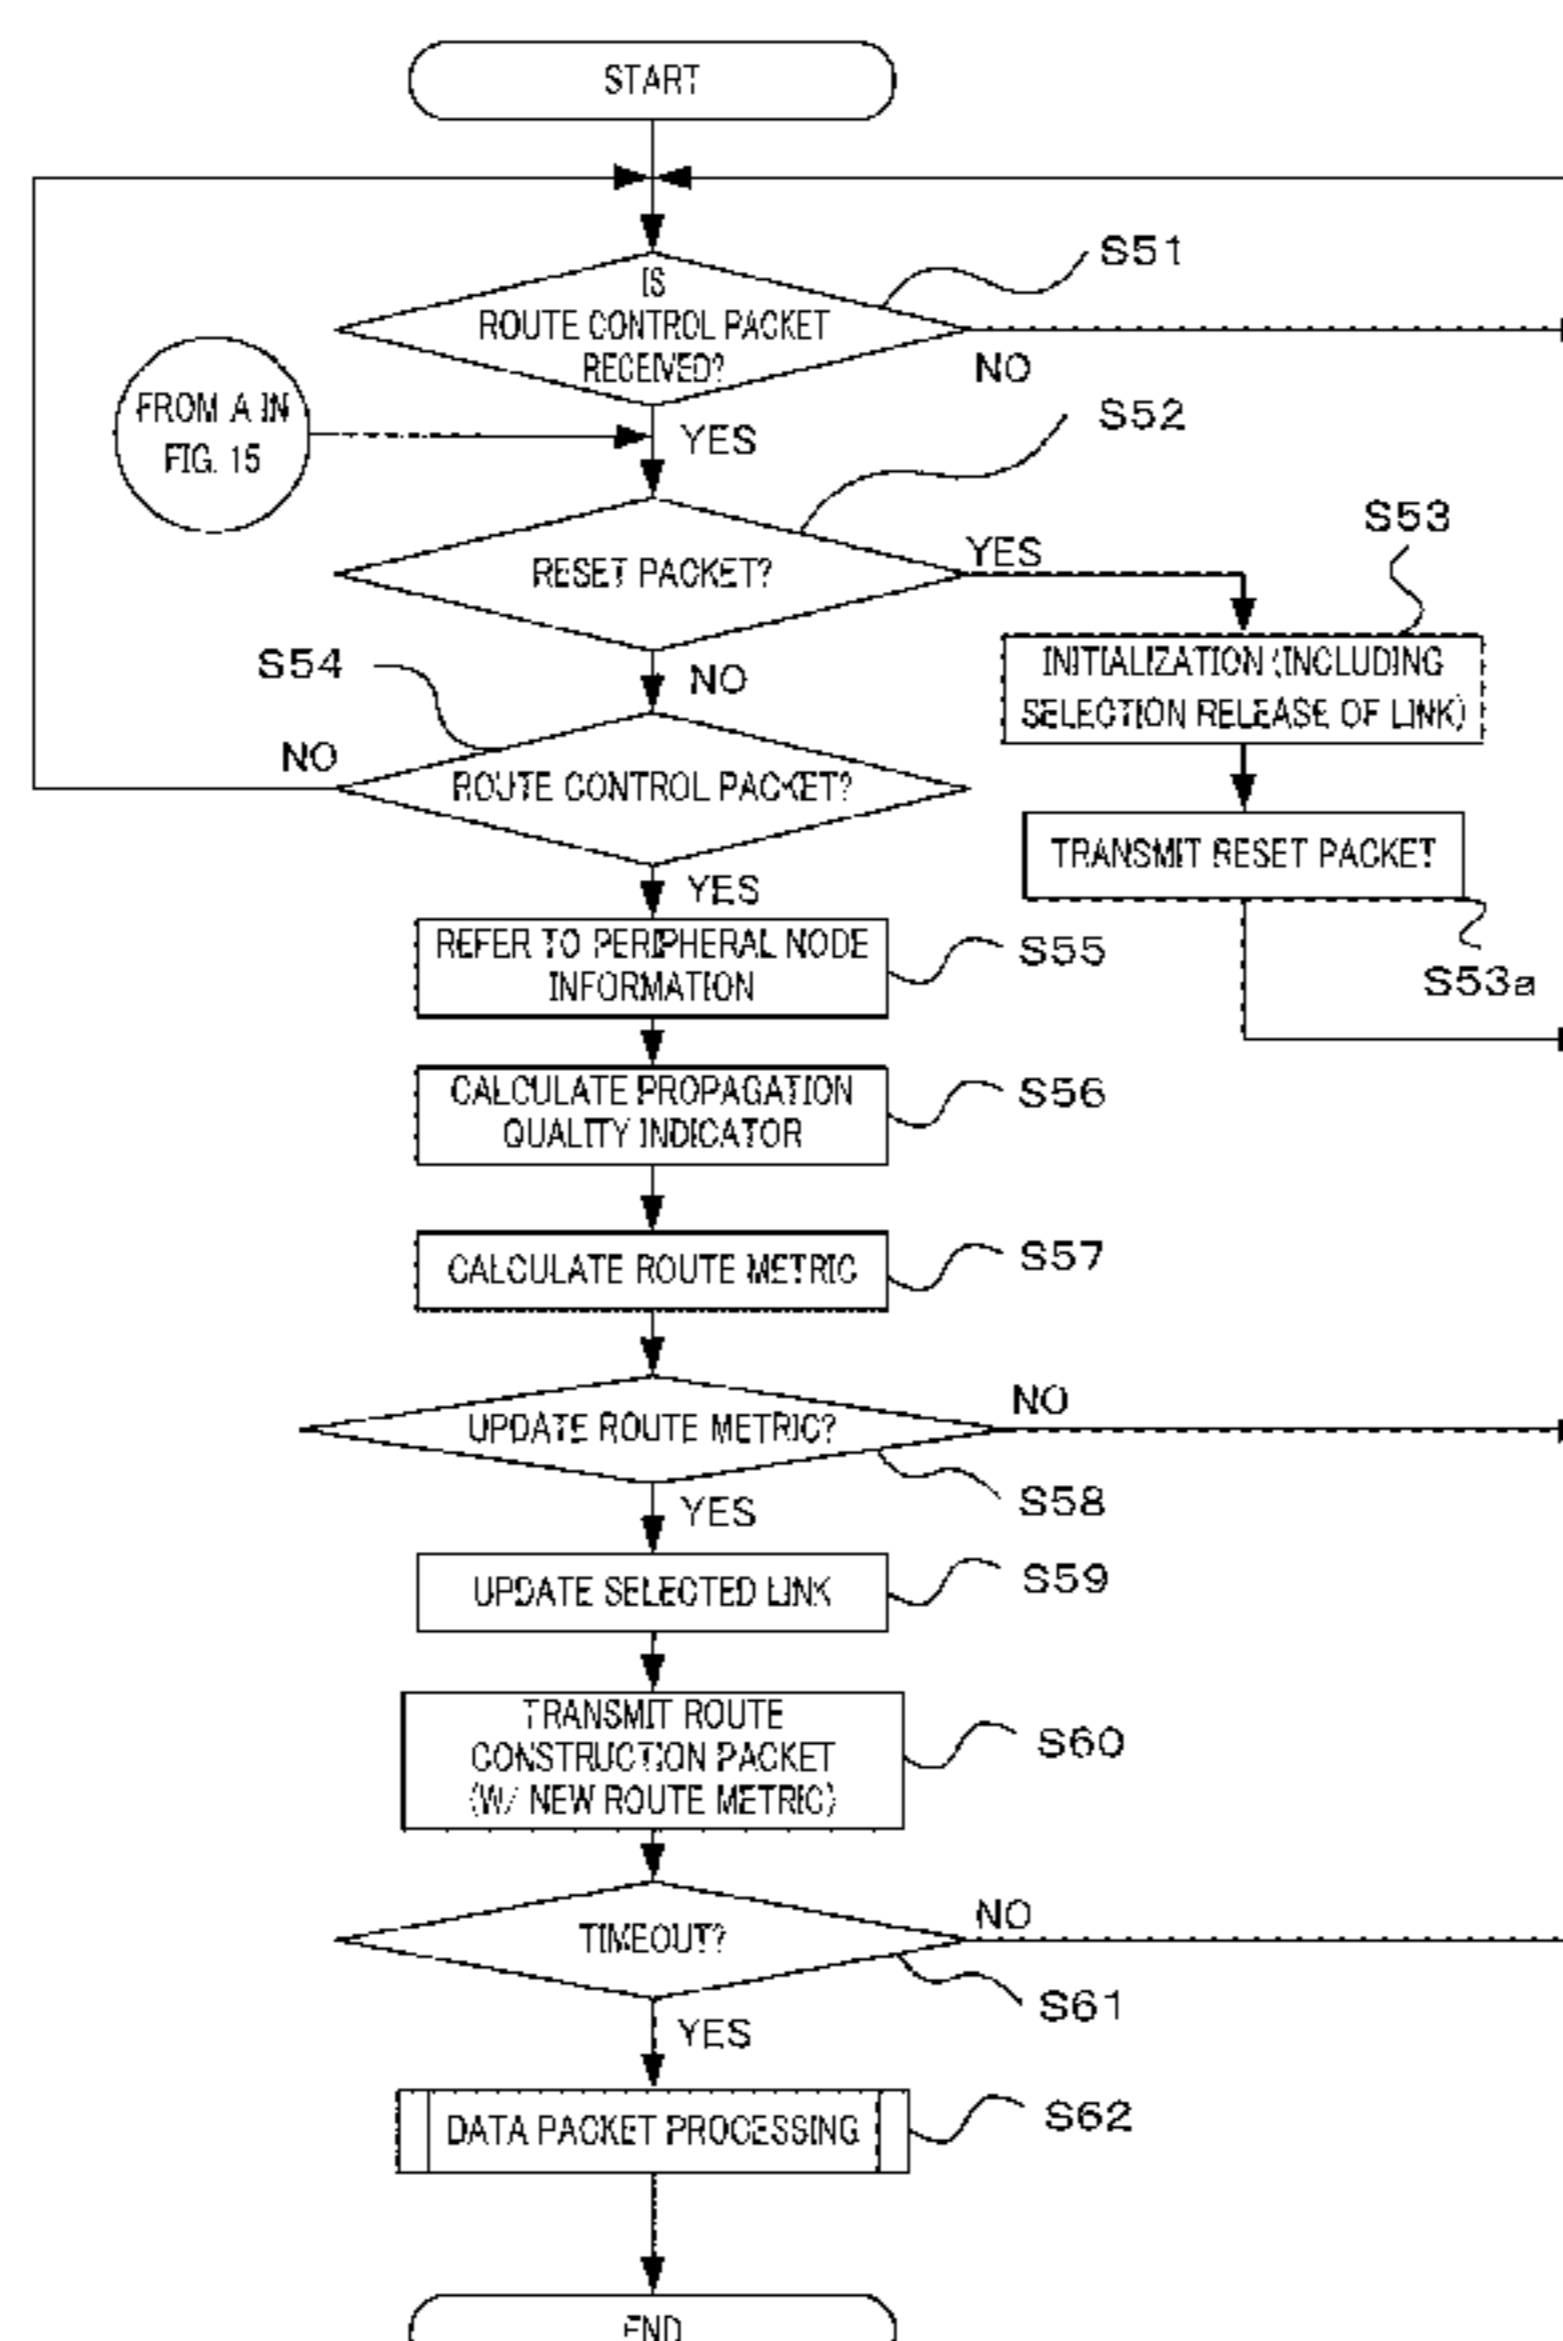 START
IS
ROUTE CONTROL PACKET
RECEIVED?
S51
NO
FROM A IN
FIG. 15
YES
S52
RESET PACKET?
YES
S53
INITIALIZATION (INCLUDING
SELECTION RELEASE OF LINK)
NO
S54
NO
ROUTE CONTROL PACKET?
TRANSMIT RESET PACKET
S53a
YES
REFER TO PERIPHERAL NODE
INFORMATION
S55
CALCULATE PROPAGATION
QUALITY INDICATOR
S56
CALCULATE ROUTE METRIC
S57
UPDATE ROUTE METRIC?
NO
S58
YES
UPDATE SELECTED LINK
S59
TRANSMIT ROUTE
CONSTRUCTION PACKET
(W/ NEW ROUTE METRIC)
S60
TIMEOUT?
NO
S61
YES
DATA PACKET PROCESSING
S62
END